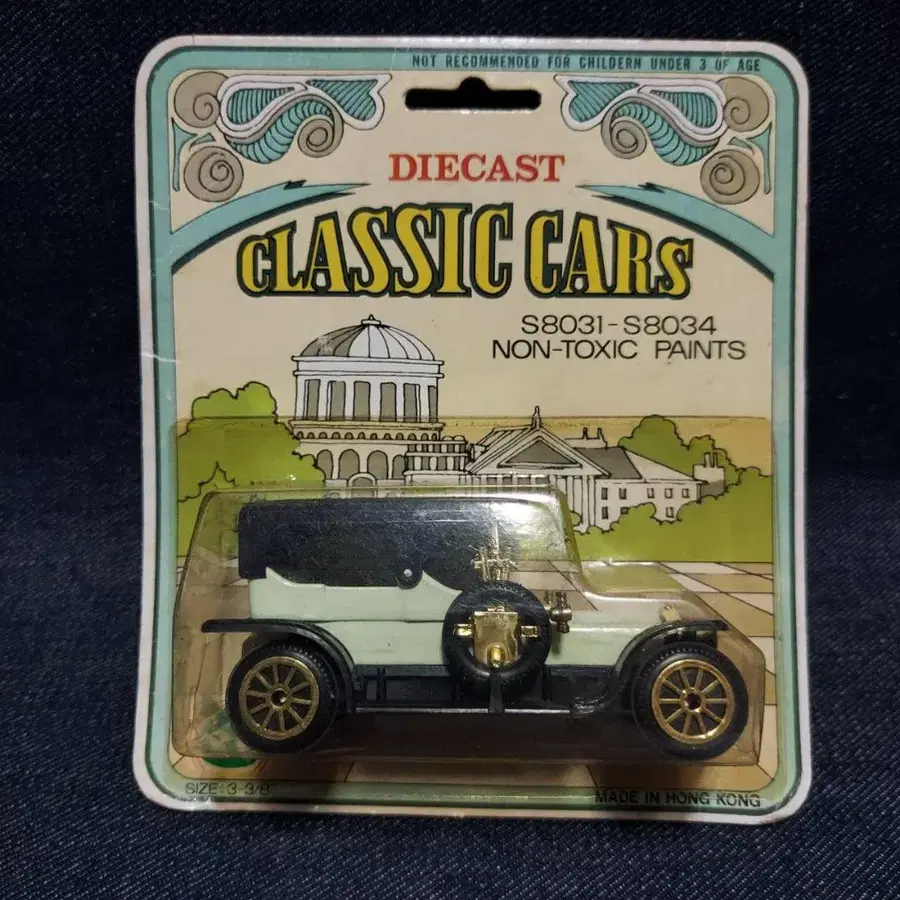 NOT RECOMMENDED FOR CHILDERN UNDER 3 OF AGE
DIECAST
CLASSIC CARS
S8031-S8034
NON-TOXIC PAINTS
SIZE:3-3/8"
MADE IN HONG KONG